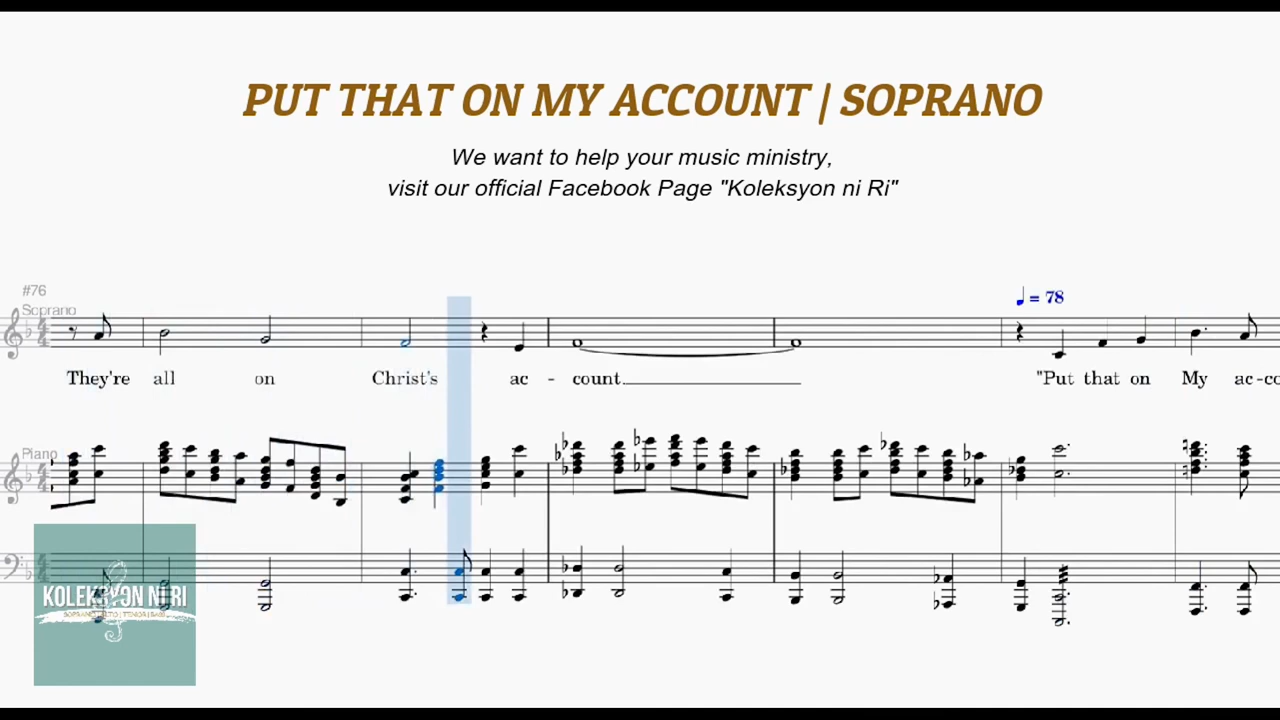 PUT THAT ON MY ACCOUNT | SOPRANO
We want to help your music ministry,
visit our official Facebook Page "Koleksyon ni Ri"
#76
Soprano
♩ = 78
They're all on Christ's ac - count. "Put that on My ac-co
Piano
KOLEKSYON NI RI